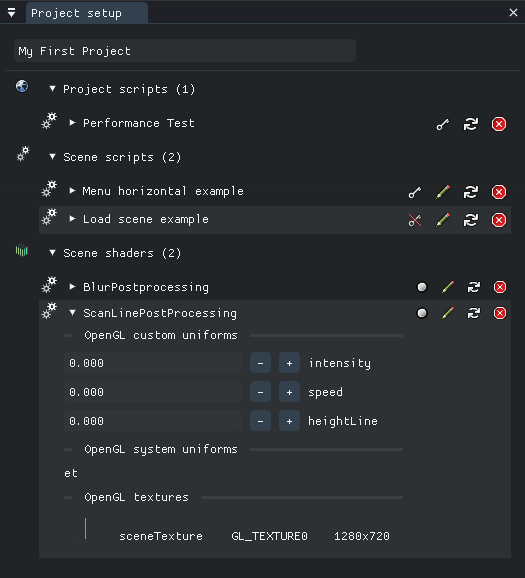 Project setup
My First Project
Project scripts (1)
Performance Test
Scene scripts (2)
Menu horizontal example
Load scene example
Scene shaders (2)
BlurPostprocessing
ScanLinePostProcessing
OpenGL custom uniforms
0.000 - + intensity
0.000 - + speed
0.000 - + heightLine
OpenGL system uniforms
et
OpenGL textures
sceneTexture GL_TEXTURE0 1280x720